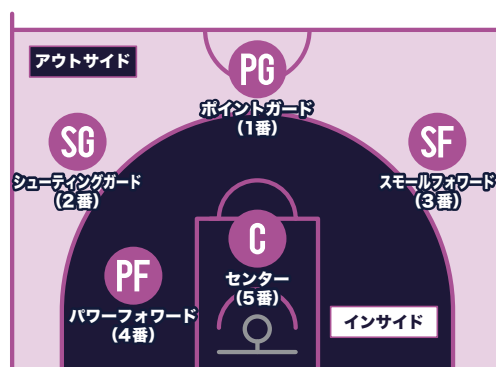 アウトサイド
PG
ポイントガード
（1番）
SG
シューティングガード
（2番）
SF
スモールフォワード
（3番）
C
センター
（5番）
PF
パワーフォワード
（4番）
インサイド